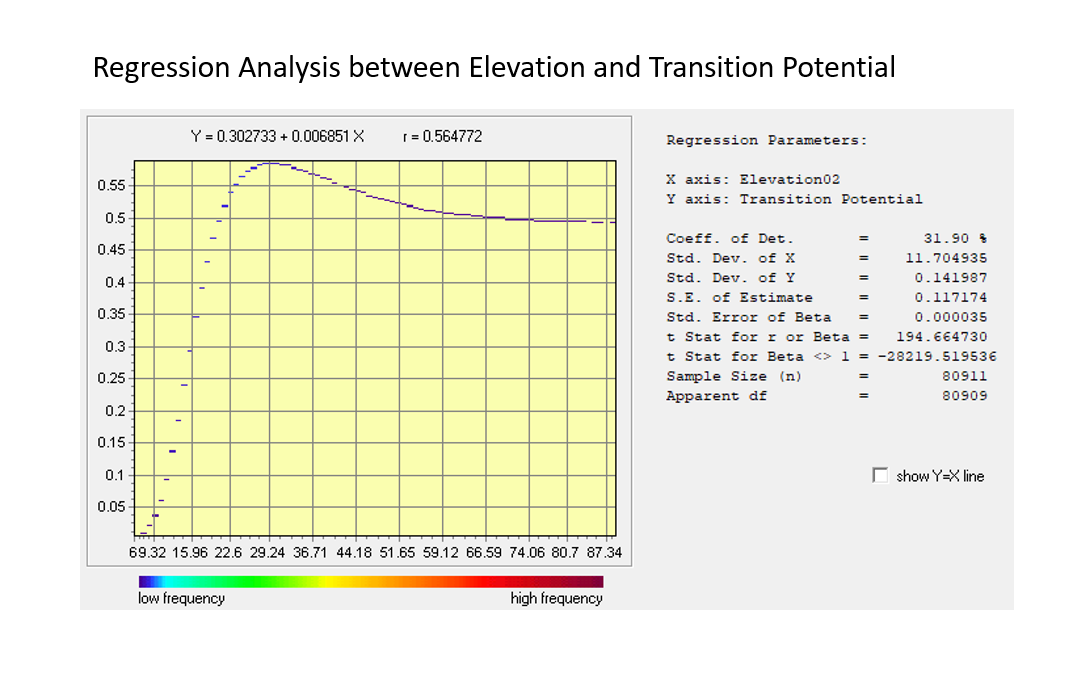 Regression Analysis between Elevation and Transition Potential
Y = 0.302733 + 0.006851 X r = 0.564772
0.55
0.5
0.45
0.4
0.35
0.3
0.25
0.2
0.15
0.1
0.05
69.32 15.96 22.6 29.24 36.71 44.18 51.65 59.12 66.59 74.06 80.7 87.34
low frequency high frequency
Regression Parameters:
X axis: Elevation02
Y axis: Transition Potential
Coeff. of Det. = 31.90 %
Std. Dev. of X = 11.704935
Std. Dev. of Y = 0.141987
S.E. of Estimate = 0.117174
Std. Error of Beta = 0.000035
t Stat for r or Beta = 194.664730
t Stat for Beta <> 1 = -28219.519536
Sample Size (n) = 80911
Apparent df = 80909
show Y=X line